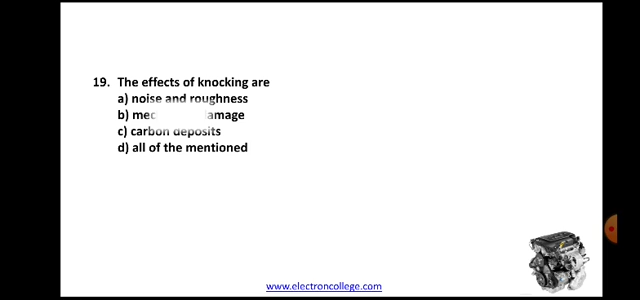 19. The effects of knocking are
a) noise and roughness
b)
c) carbon deposits
d) all of the mentioned
www.electroncollege.com